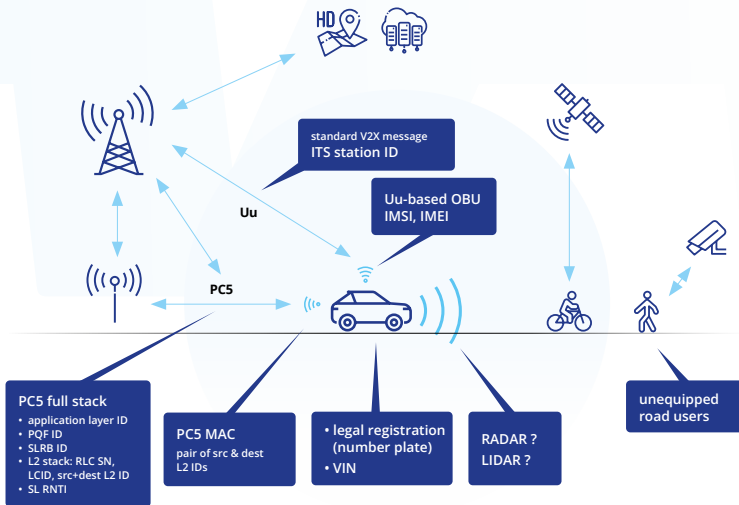 HD
standard V2X message
ITS station ID
Uu-based OBU
IMSI, IMEI
Uu
PC5
PC5 full stack
• application layer ID
• PQF ID
• SLRB ID
• L2 stack: RLC SN,
LCID, src+dest L2 ID
• SL RNTI
PC5 MAC
pair of src & dest
L2 IDs
• legal registration
(number plate)
• VIN
RADAR ?
LIDAR ?
unequipped
road users